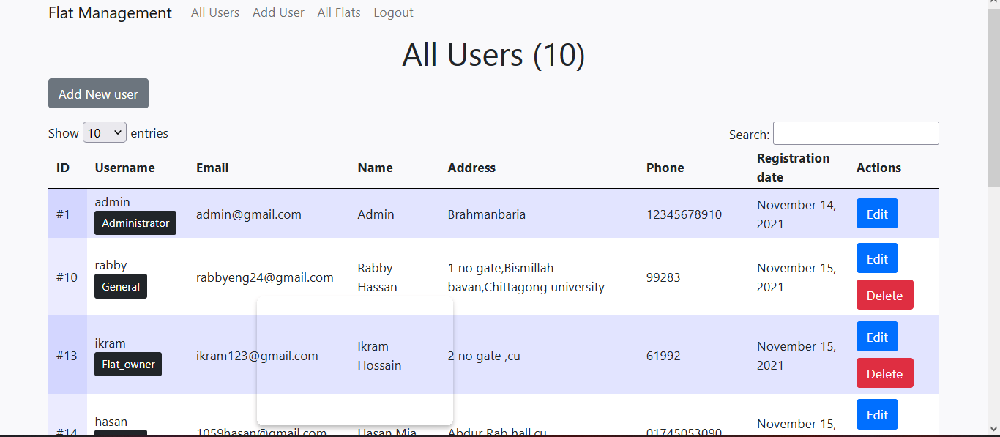 Flat Management All Users Add User All Flats Logout
All Users (10)
Add New user
Show 10 entries Search:
ID Username Email Name Address Phone Registration date Actions
#1 admin Administrator admin@gmail.com Admin Brahmanbaria 12345678910 November 14, 2021 Edit
#10 rabby General rabbyeng24@gmail.com Rabby Hassan 1 no gate,Bismillah bavan,Chittagong university 99283 November 15, 2021 Edit Delete
#13 ikram Flat_owner ikram123@gmail.com Ikram Hossain 2 no gate ,cu 61992 November 15, 2021 Edit Delete
#14 hasan 1059hasan@gmail.com Hasan Mia Abdur Rab hall,cu 01745053090 November 15, Edit